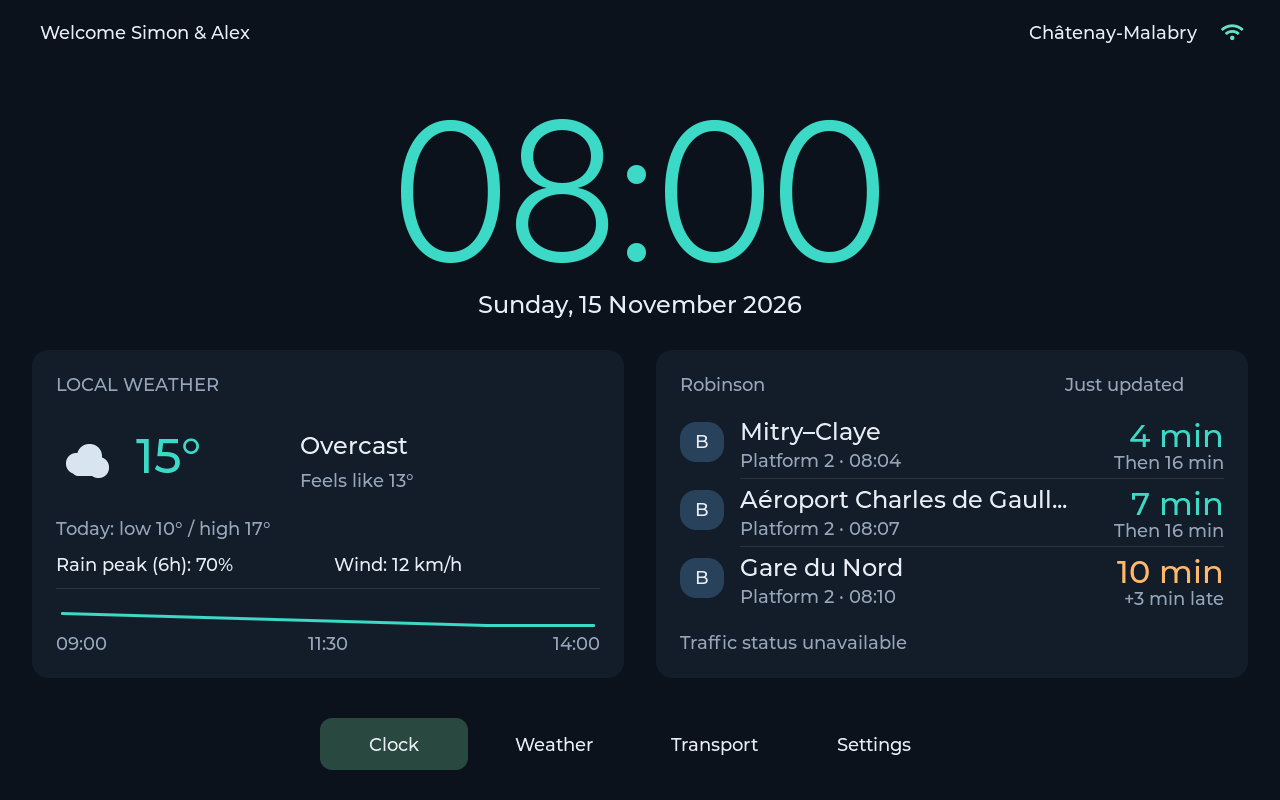 Welcome Simon & Alex
Châtenay-Malabry
08:00
Sunday, 15 November 2026
LOCAL WEATHER
15°
Overcast
Feels like 13°
Today: low 10° / high 17°
Rain peak (6h): 70%
Wind: 12 km/h
09:00
11:30
14:00
Robinson
Just updated
B
Mitry–Claye
4 min
Platform 2 · 08:04
Then 16 min
B
Aéroport Charles de Gaull...
7 min
Platform 2 · 08:07
Then 16 min
B
Gare du Nord
10 min
Platform 2 · 08:10
+3 min late
Traffic status unavailable
Clock
Weather
Transport
Settings